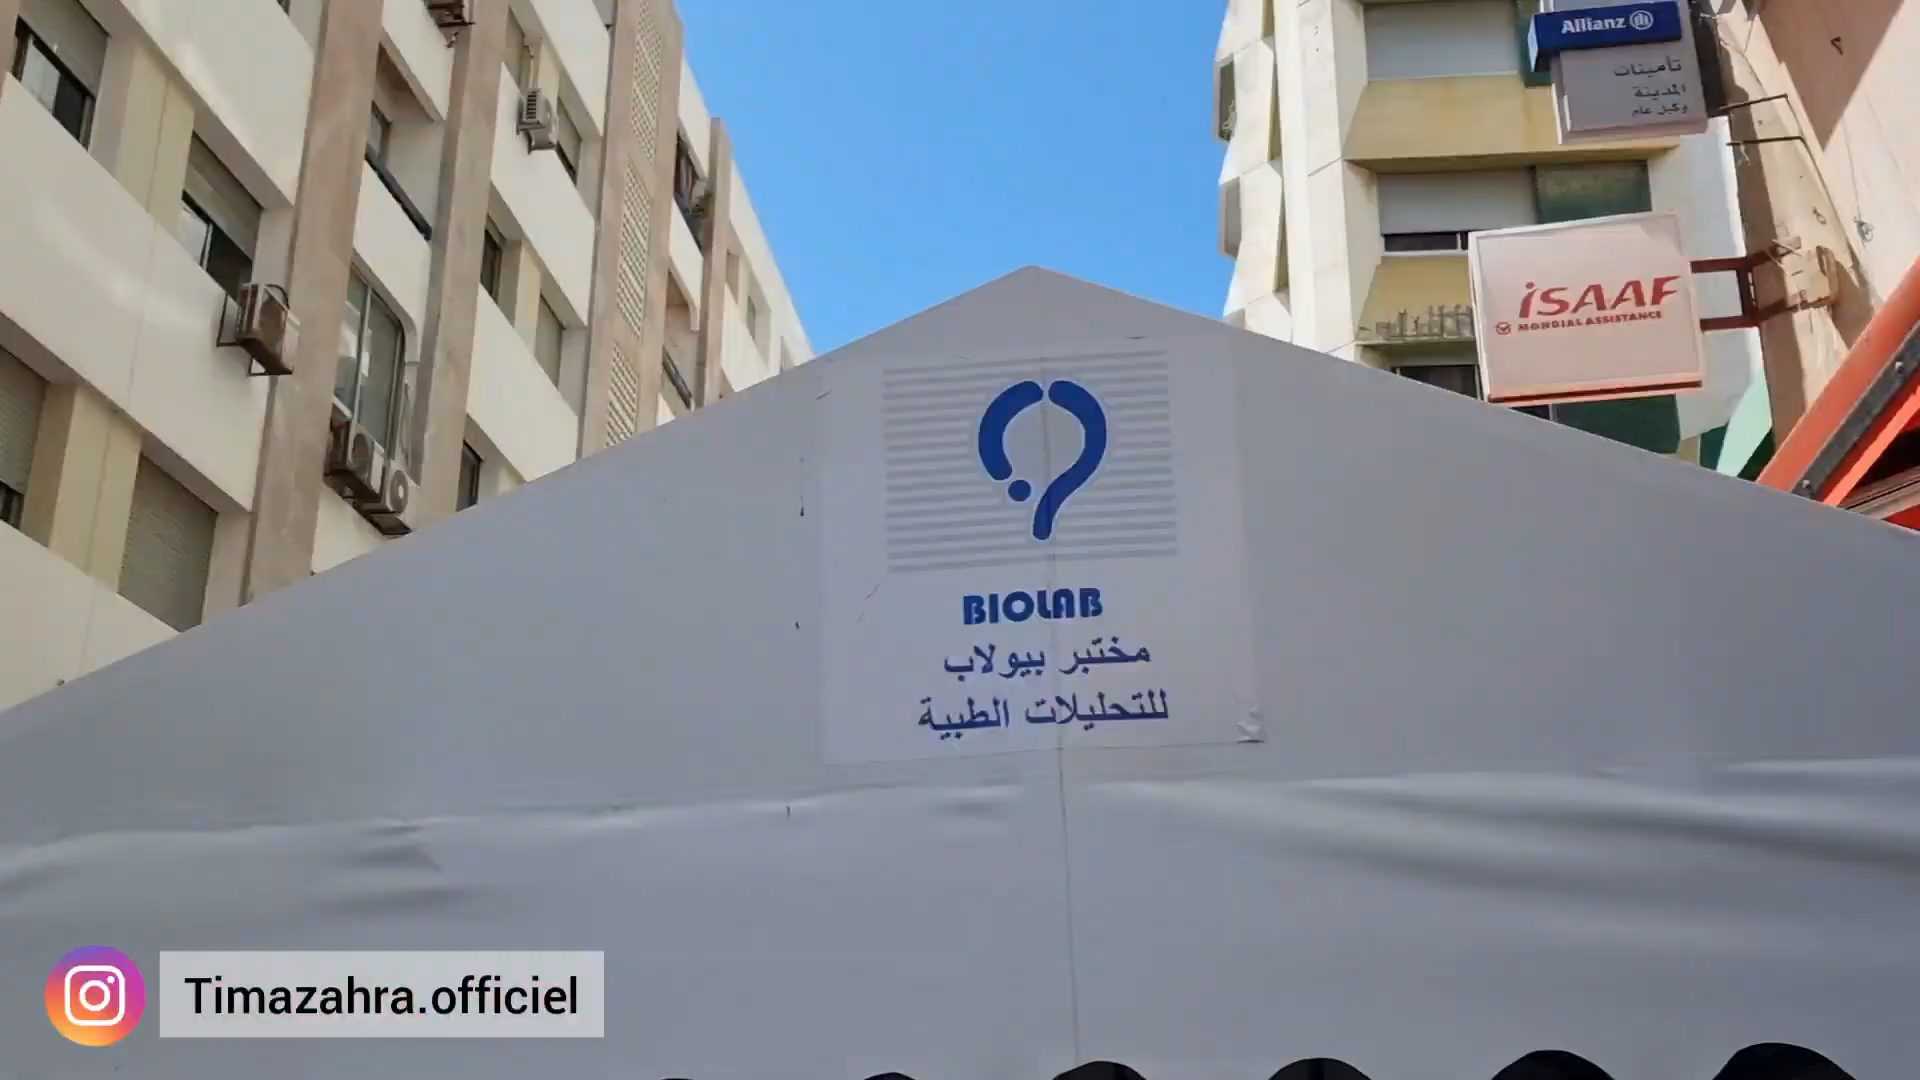 Allianz
تأمينات
المدينة
وكيل عام
iSAAF
MONDIAL ASSISTANCE
BIOLAB
مختبر بيولاب
للتحليلات الطبية
Timazahra.officiel